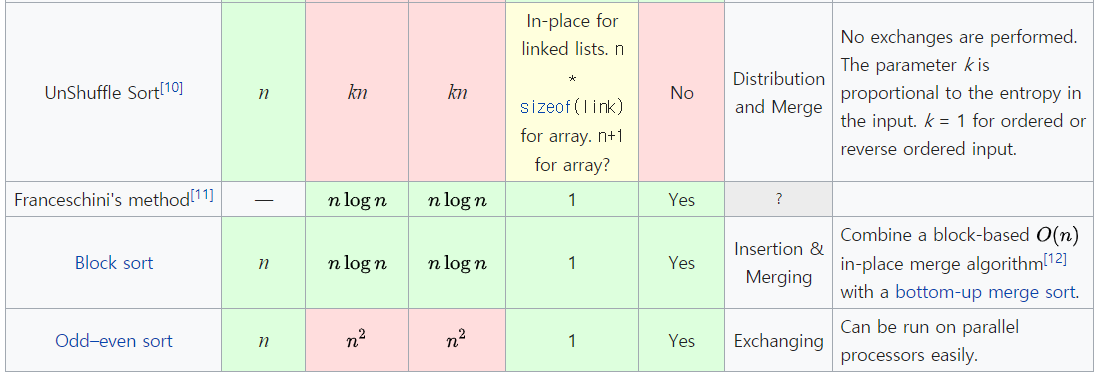 UnShuffle Sort[10]
n
kn
kn
In-place for
linked lists. n
*
sizeof(link)
for array. n+1
for array?
No
Distribution
and Merge
No exchanges are performed.
The parameter k is
proportional to the entropy in
the input. k = 1 for ordered or
reverse ordered input.
Franceschini's method[11]
—
n log n
n log n
1
Yes
?
Block sort
n
n log n
n log n
1
Yes
Insertion &
Merging
Combine a block-based O(n)
in-place merge algorithm[12]
with a bottom-up merge sort.
Odd–even sort
n
n²
n²
1
Yes
Exchanging
Can be run on parallel
processors easily.